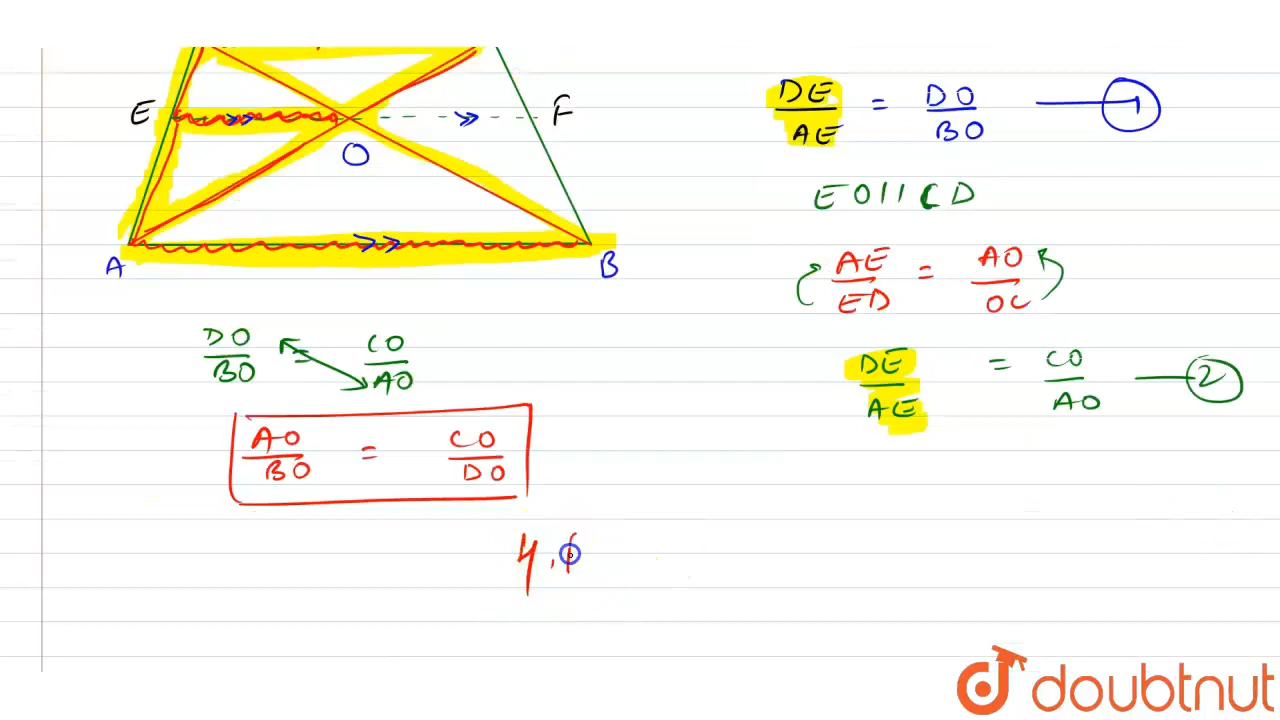 E F
O
A B
DE/AE = DO/BO — 1
EO || CD
AE/ED = AO/OC
DE/AE = CO/AO — 2
DO/BO = CO/AO
AO/BO = CO/DO
4,
doubtnut